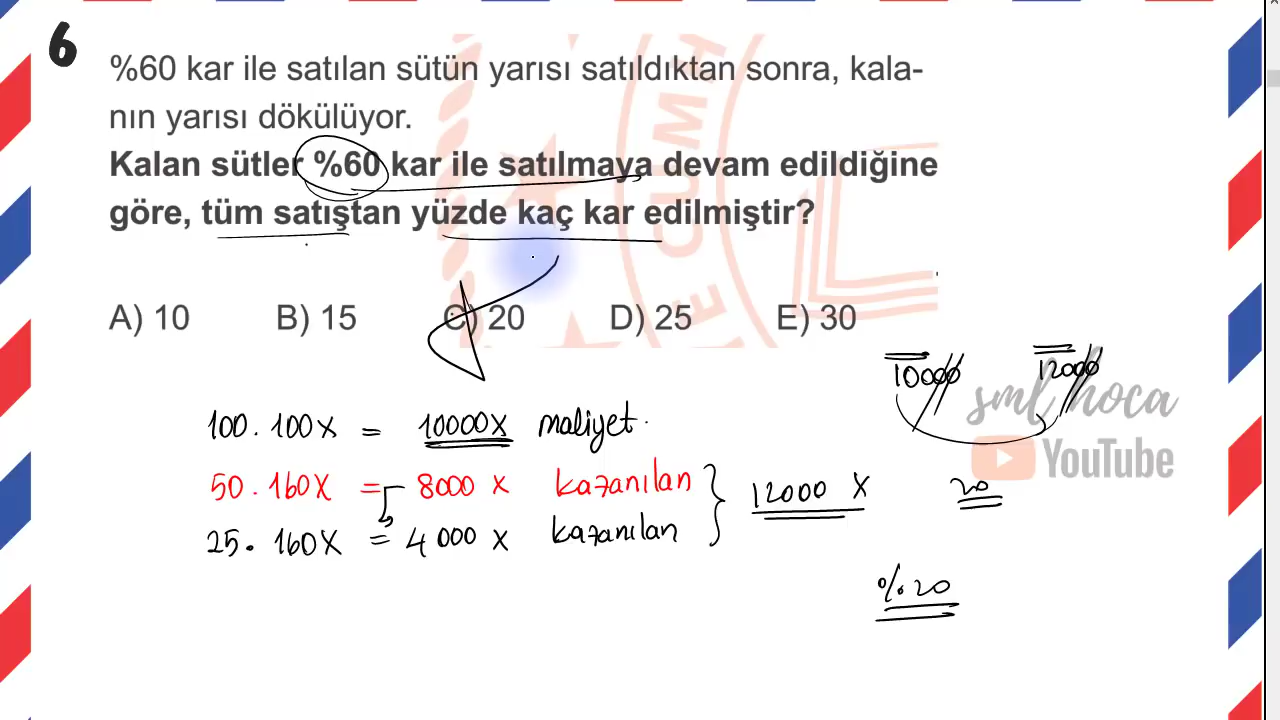 6
%60 kar ile satılan sütün yarısı satıldıktan sonra, kala-
nın yarısı dökülüyor.
Kalan sütler %60 kar ile satılmaya devam edildiğine
göre, tüm satıştan yüzde kaç kar edilmiştir?
A) 10 B) 15 C) 20 D) 25 E) 30
10000 12000
sml hoca
YouTube
100. 100X = 10000X maliyet.
50. 160X = 8000 X kazanılan
12000 X
20
25. 160X = 4000 X kazanılan
%20